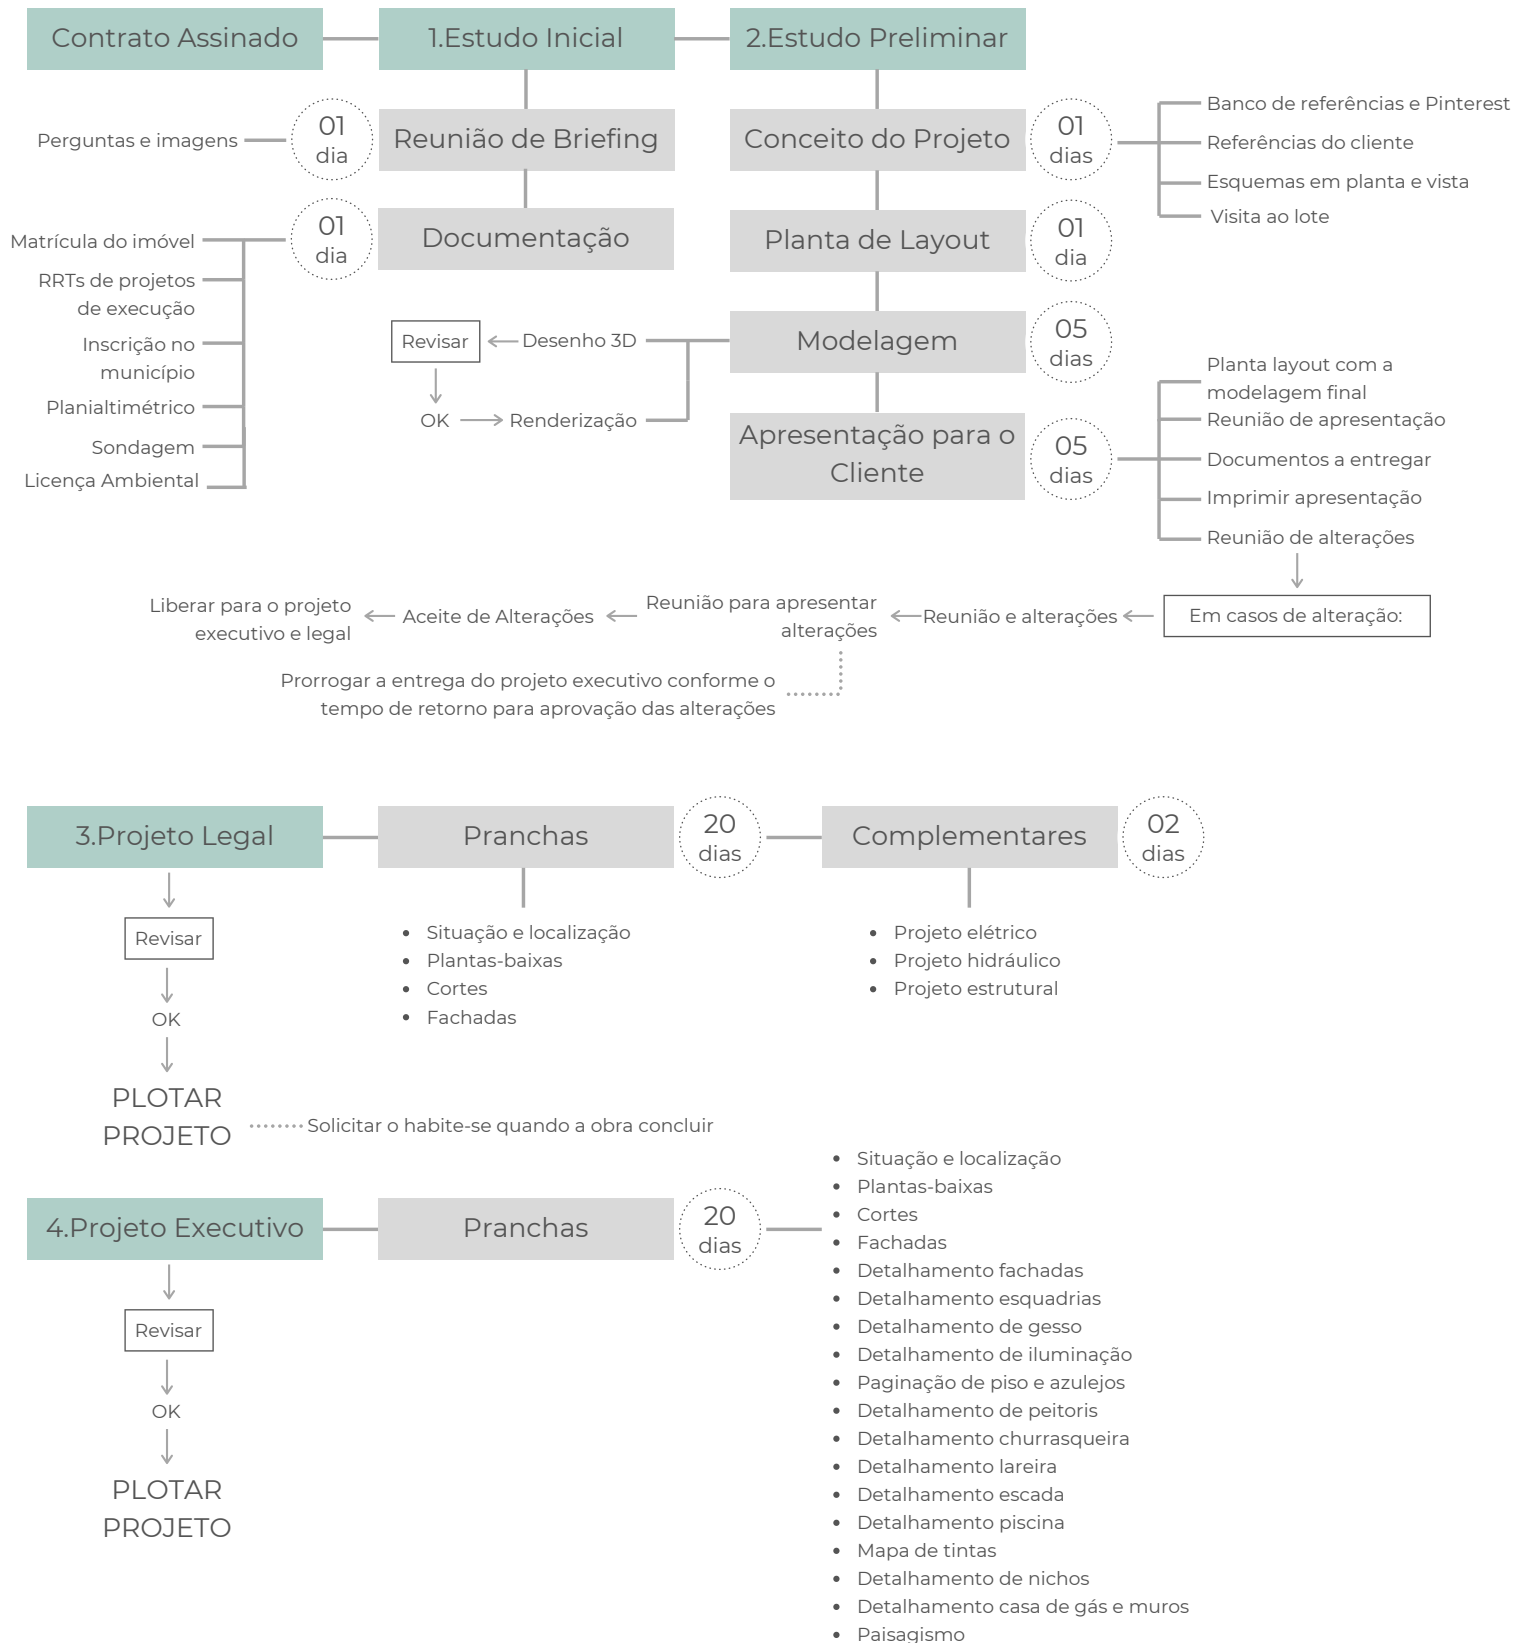 Contrato Assinado
1.Estudo Inicial
2.Estudo Preliminar
Perguntas e imagens
01
dia
Reunião de Briefing
Conceito do Projeto
01
dias
Banco de referências e Pinterest
Referências do cliente
Esquemas em planta e vista
Visita ao lote
Matrícula do imóvel
RRTs de projetos
de execução
Inscrição no
município
Planialtimétrico
Sondagem
Licença Ambiental
01
dia
Documentação
Planta de Layout
01
dia
Revisar
Desenho 3D
OK
Renderização
Modelagem
05
dias
Apresentação para o
Cliente
05
dias
Planta layout com a
modelagem final
Reunião de apresentação
Documentos a entregar
Imprimir apresentação
Reunião de alterações
Em casos de alteração:
Reunião e alterações
Reunião para apresentar
alterações
Aceite de Alterações
Liberar para o projeto
executivo e legal
Prorrogar a entrega do projeto executivo conforme o
tempo de retorno para aprovação das alterações
3.Projeto Legal
Pranchas
20
dias
Complementares
02
dias
Revisar
OK
PLOTAR
PROJETO
Solicitar o habite-se quando a obra concluir
• Situação e localização
• Plantas-baixas
• Cortes
• Fachadas
• Projeto elétrico
• Projeto hidráulico
• Projeto estrutural
4.Projeto Executivo
Pranchas
20
dias
Revisar
OK
PLOTAR
PROJETO
• Situação e localização
• Plantas-baixas
• Cortes
• Fachadas
• Detalhamento fachadas
• Detalhamento esquadrias
• Detalhamento de gesso
• Detalhamento de iluminação
• Paginação de piso e azulejos
• Detalhamento de peitoris
• Detalhamento churrasqueira
• Detalhamento lareira
• Detalhamento escada
• Detalhamento piscina
• Mapa de tintas
• Detalhamento de nichos
• Detalhamento casa de gás e muros
• Paisagismo